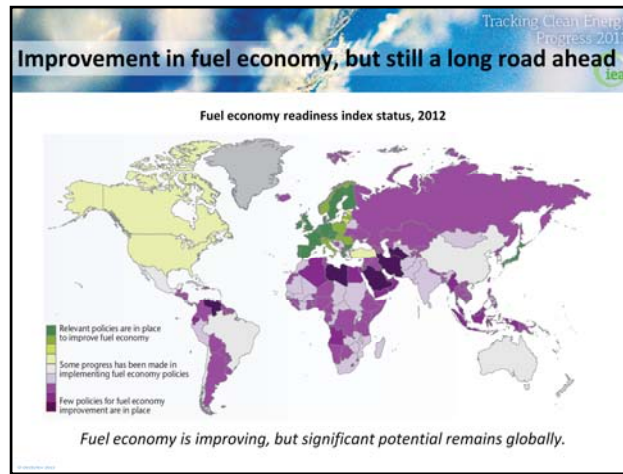 Tracking Clean Energy
Progress 201
Improvement in fuel economy, but still a long road ahead
iea
Fuel economy readiness index status, 2012
Relevant policies are in place
to improve fuel economy
Some progress has been made in
implementing fuel economy policies
Few policies for fuel economy
improvement are in place
Fuel economy is improving, but significant potential remains globally.